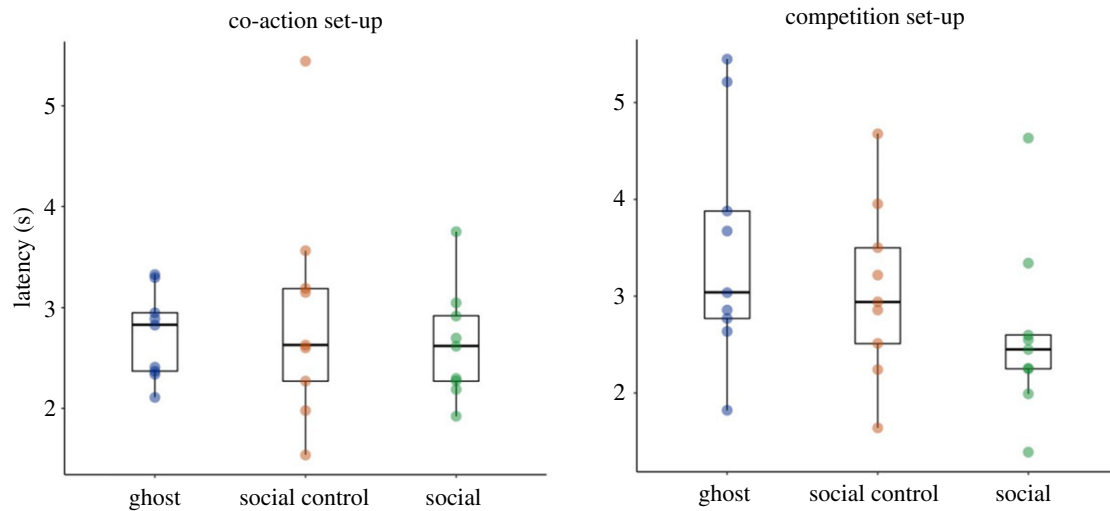 co-action set-up
latency (s)
5
4
3
2
ghost social control social
competition set-up
5
4
3
2
ghost social control social